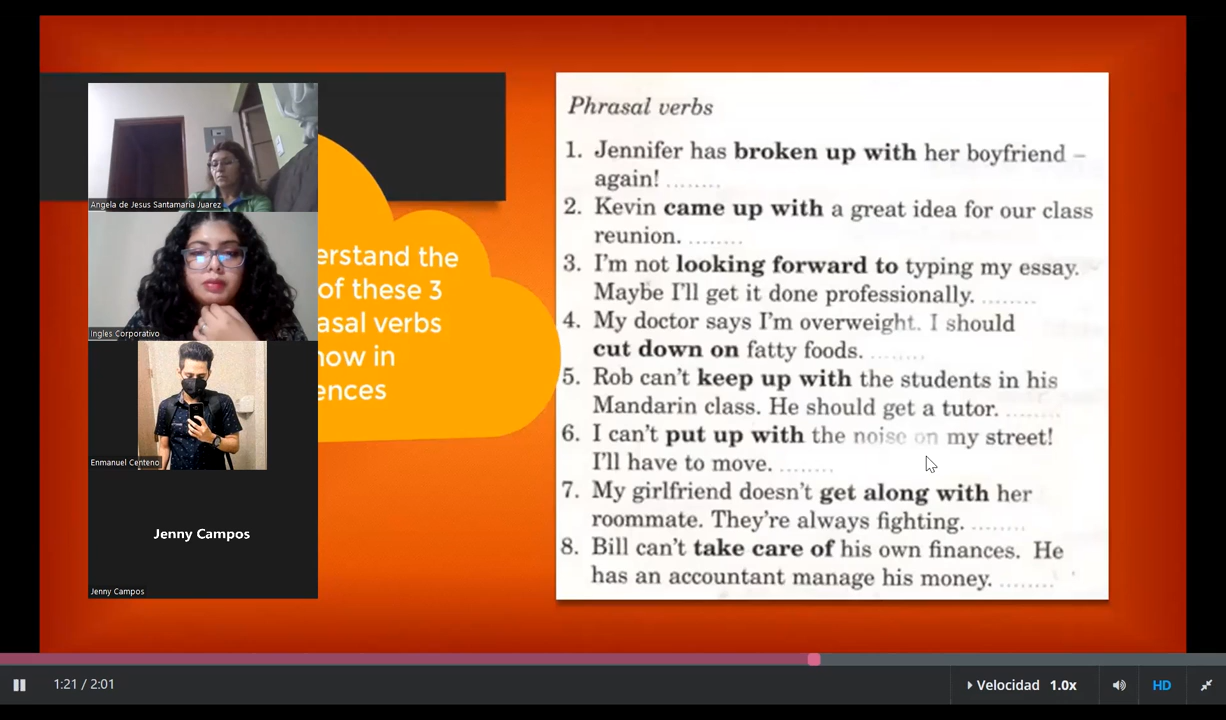 Angela de Jesus Santamaría Juarez
Ingles Corporativo
Enmanuel Centeno
Jenny Campos
Jenny Campos
erstand the
of these 3
asal verbs
now in
ences
Phrasal verbs
1. Jennifer has broken up with her boyfriend –
again! ........
2. Kevin came up with a great idea for our class
reunion. ........
3. I'm not looking forward to typing my essay.
Maybe I'll get it done professionally. ........
4. My doctor says I'm overweight. I should
cut down on fatty foods. ........
5. Rob can't keep up with the students in his
Mandarin class. He should get a tutor. ........
6. I can't put up with the noise on my street!
I'll have to move. ........
7. My girlfriend doesn't get along with her
roommate. They're always fighting. ........
8. Bill can't take care of his own finances. He
has an accountant manage his money. ........
1:21 / 2:01
Velocidad 1.0x
HD